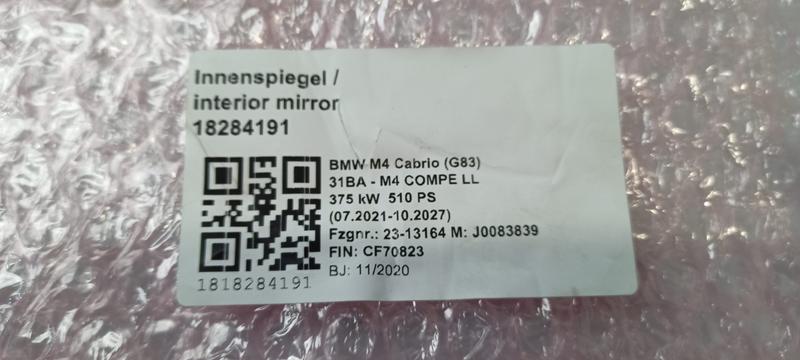 Innenspiegel /
interior mirror
18284191
BMW M4 Cabrio (G83)
31BA - M4 COMPE LL
375 kW 510 PS
(07.2021-10.2027)
Fzgnr.: 23-13164 M: J0083839
FIN: CF70823
BJ: 11/2020
1818284191